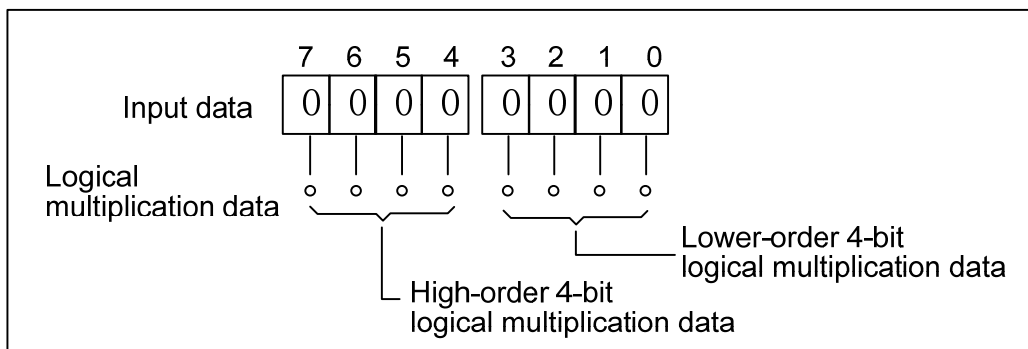 7 6 5 4 3 2 1 0
Input data 0 0 0 0 0 0 0 0
Logical
multiplication data
Lower-order 4-bit
logical multiplication data
High-order 4-bit
logical multiplication data